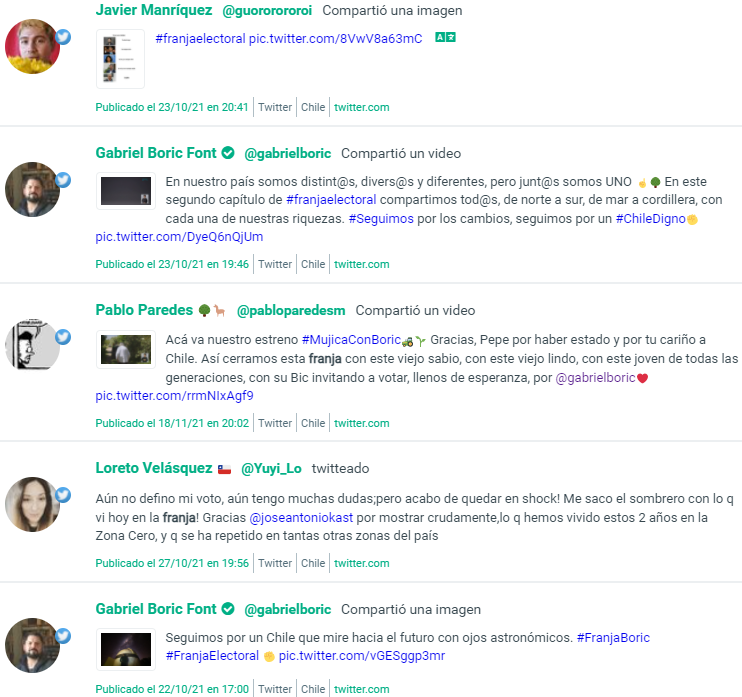 Javier Manríquez @guororororoi Compartió una imagen
#franjaelectoral pic.twitter.com/8VwV8a63mC
Publicado el 23/10/21 en 20:41 Twitter Chile twitter.com
Gabriel Boric Font @gabrielboric Compartió un video
En nuestro país somos distint@s, divers@s y diferentes, pero junt@s somos UNO ☝🌳 En este
segundo capítulo de #franjaelectoral compartimos tod@s, de norte a sur, de mar a cordillera, con
cada una de nuestras riquezas. #Seguimos por los cambios, seguimos por un #ChileDigno✊
pic.twitter.com/DyeQ6nQjUm
Publicado el 23/10/21 en 19:46 Twitter Chile twitter.com
Pablo Paredes 🌳🦌 @pabloparedesm Compartió un video
Acá va nuestro estreno #MujicaConBoric🚜🌱 Gracias, Pepe por haber estado y por tu cariño a
Chile. Así cerramos esta franja con este viejo sabio, con este viejo lindo, con este joven de todas las
generaciones, con su Bic invitando a votar, llenos de esperanza, por @gabrielboric❤
pic.twitter.com/rrmNIxAgf9
Publicado el 18/11/21 en 20:02 Twitter Chile twitter.com
Loreto Velásquez 🇨🇱 @Yuyi_Lo twitteado
Aún no defino mi voto, aún tengo muchas dudas;pero acabo de quedar en shock! Me saco el sombrero con lo q
vi hoy en la franja! Gracias @joseantoniokast por mostrar crudamente,lo q hemos vivido estos 2 años en la
Zona Cero, y q se ha repetido en tantas otras zonas del país
Publicado el 27/10/21 en 19:56 Twitter Chile twitter.com
Gabriel Boric Font @gabrielboric Compartió una imagen
Seguimos por un Chile que mire hacia el futuro con ojos astronómicos. #FranjaBoric
#FranjaElectoral ✊ pic.twitter.com/vGESggp3mr
Publicado el 22/10/21 en 17:00 Twitter Chile twitter.com